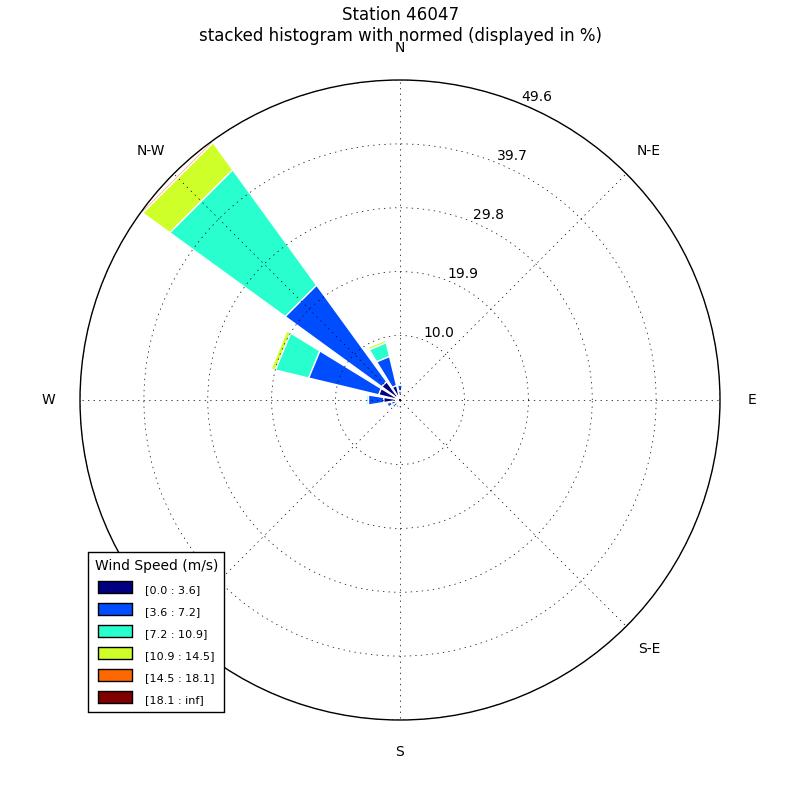 Station 46047
stacked histogram with normed (displayed in %)
N
49.6
N-W
39.7
N-E
29.8
19.9
10.0
W
E
Wind Speed (m/s)
[0.0 : 3.6]
[3.6 : 7.2]
[7.2 : 10.9]
[10.9 : 14.5]
[14.5 : 18.1]
[18.1 : inf]
S-E
S